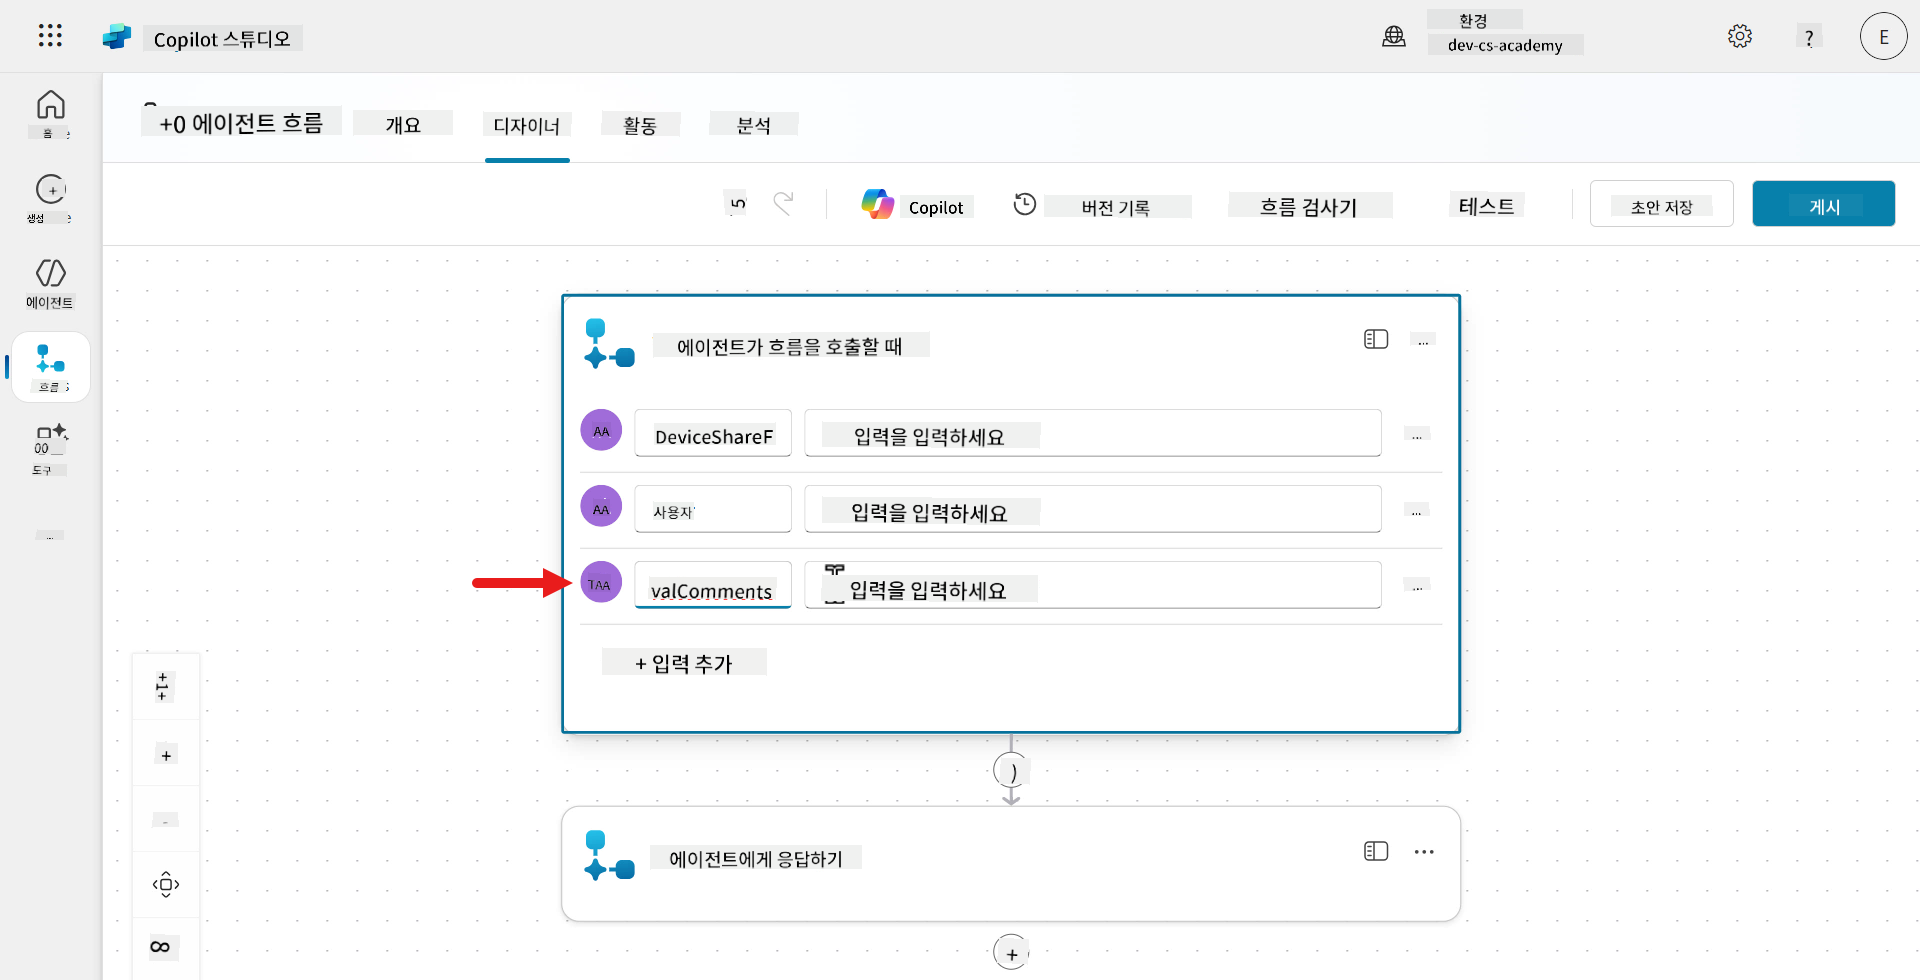 Copilot 스튜디오
환경
dev-cs-academy
?
E
홈
+0 에이전트 흐름
개요
디자이너
활동
분석
생성
Copilot
버전 기록
흐름 검사기
테스트
초안 저장
게시
에이전트
흐름
도구
에이전트가 흐름을 호출할 때
...
AA
DeviceShareF
입력을 입력하세요
...
AA
사용자
입력을 입력하세요
...
TAA
valComments
입력을 입력하세요
...
+ 입력 추가
에이전트에게 응답하기